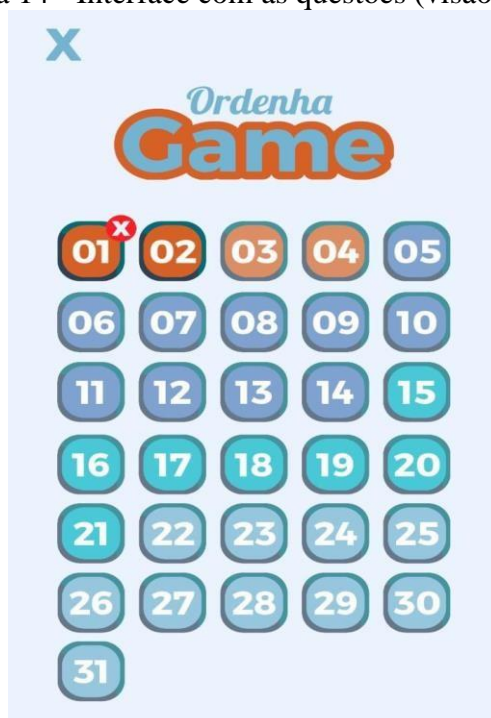 14 - Interface com as questões (visão
X
Ordenha
Game
01 X 02 03 04 05
06 07 08 09 10
11 12 13 14 15
16 17 18 19 20
21 22 23 24 25
26 27 28 29 30
31